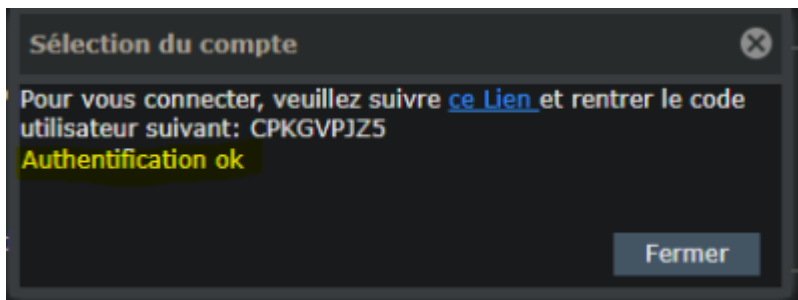 Sélection du compte
Pour vous connecter, veuillez suivre ce Lien et rentrer le code
utilisateur suivant: CPKGVPJZ5
Authentification ok
Fermer